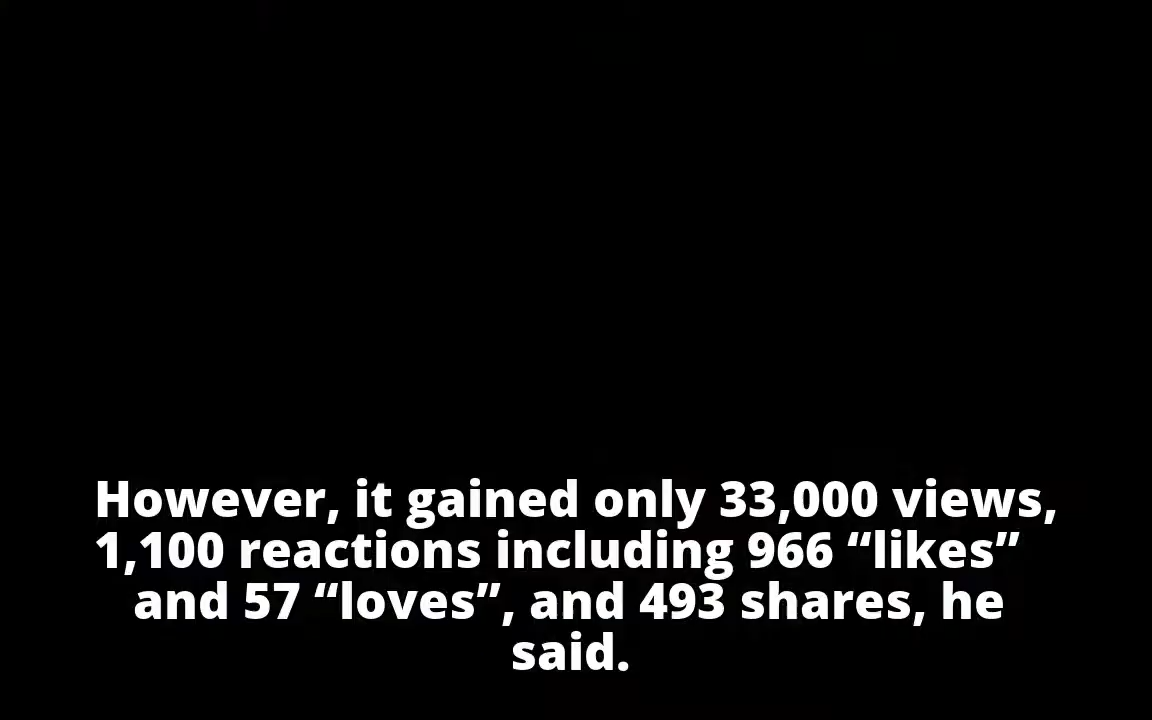 However, it gained only 33,000 views,
1,100 reactions including 966 “likes”
and 57 “loves”, and 493 shares, he
said.